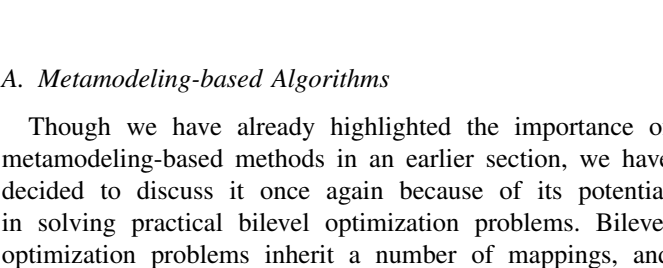 A. Metamodeling-based Algorithms
Though we have already highlighted the importance of
metamodeling-based methods in an earlier section, we have
decided to discuss it once again because of its potential
in solving practical bilevel optimization problems. Bilevel
optimization problems inherit a number of mappings, and